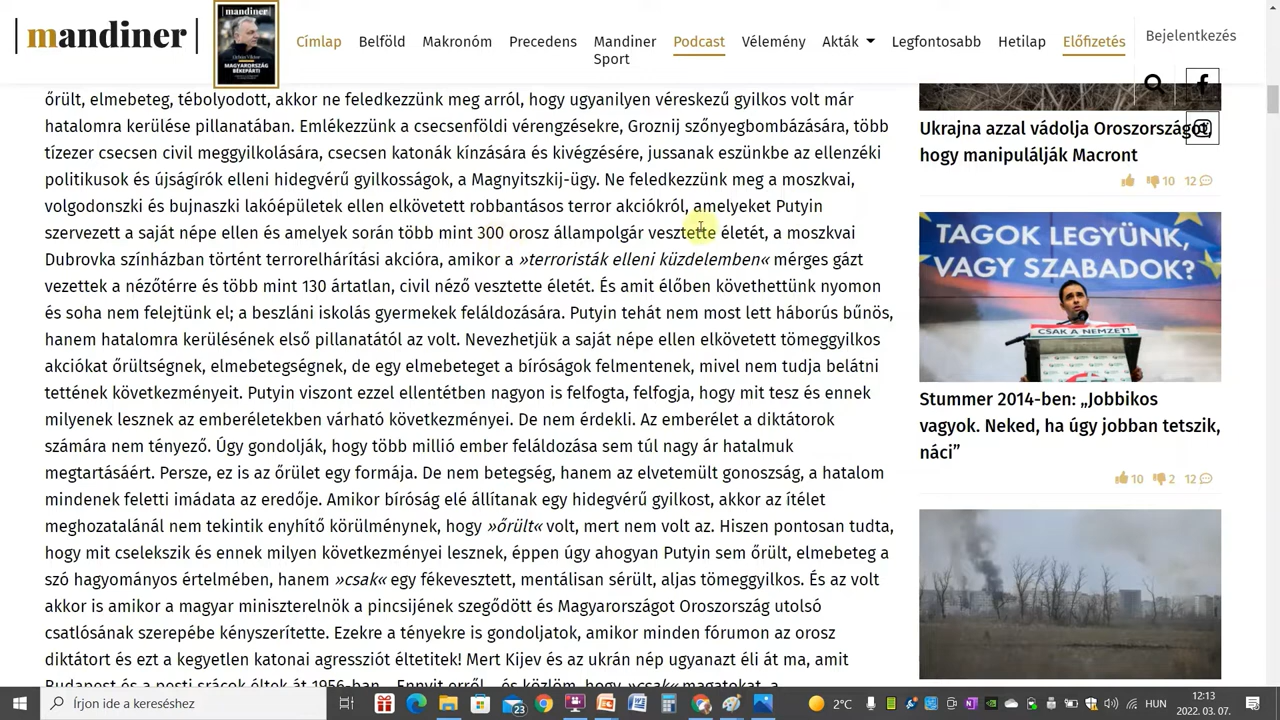 mandiner
MAGYARORSZÁG
BÉKEPÁRTI
Címlap
Belföld
Makronóm
Precedens
Mandiner
Sport
Podcast
Vélemény
Akták
Legfontosabb
Hetilap
Előfizetés
Bejelentkezés
őrült, elmebeteg, tébolyodott, akkor ne feledkezzünk meg arról, hogy ugyanilyen véreskezű gyilkos volt már
hatalomra kerülése pillanatában. Emlékezzünk a csecsenföldi vérengzésekre, Groznij szőnyegbombázására, több
tízezer csecsen civil meggyilkolására, csecsen katonák kínzására és kivégzésére, jussanak eszünkbe az ellenzéki
politikusok és újságírók elleni hidegvérű gyilkosságok, a Magnyitszkij-ügy. Ne feledkezzünk meg a moszkvai,
volgodonszki és bujnaszki lakóépületek ellen elkövetett robbantásos terror akciókról, amelyeket Putyin
szervezett a saját népe ellen és amelyek során több mint 300 orosz állampolgár vesztette életét, a moszkvai
Dubrovka színházban történt terrorelhárítási akcióra, amikor a »terroristák elleni küzdelemben« mérges gázt
vezettek a nézőtérre és több mint 130 ártatlan, civil néző vesztette életét. És amit élőben követhettünk nyomon
és soha nem felejtünk el; a beszláni iskolás gyermekek feláldozására. Putyin tehát nem most lett háborús bűnös,
hanem hatalomra kerülésének első pillanatától az volt. Nevezhetjük a saját népe ellen elkövetett tömeggyilkos
akciókat őrültségnek, elmebetegségnek, de egy elmebeteget a bíróságok felmentenek, mivel nem tudja belátni
tettének következményeit. Putyin viszont ezzel ellentétben nagyon is felfogta, felfogja, hogy mit tesz és ennek
milyenek lesznek az emberéletekben várható következményei. De nem érdekli. Az emberélet a diktátorok
számára nem tényező. Úgy gondolják, hogy több millió ember feláldozása sem túl nagy ár hatalmuk
megtartásáért. Persze, ez is az őrület egy formája. De nem betegség, hanem az elvetemült gonoszság, a hatalom
mindenek feletti imádata az eredője. Amikor bíróság elé állítanak egy hidegvérű gyilkost, akkor az ítélet
meghozatalánál nem tekintik enyhítő körülménynek, hogy »őrült« volt, mert nem volt az. Hiszen pontosan tudta,
hogy mit cselekszik és ennek milyen következményei lesznek, éppen úgy ahogyan Putyin sem őrült, elmebeteg a
szó hagyományos értelmében, hanem »csak« egy fékevesztett, mentálisan sérült, aljas tömeggyilkos. És az volt
akkor is amikor a magyar miniszterelnök a pincsijének szegődött és Magyarországot Oroszország utolsó
csatlósának szerepébe kényszerítette. Ezekre a tényekre is gondoljatok, amikor minden fórumon az orosz
diktátort és ezt a kegyetlen katonai agressziót éltetitek! Mert Kijev és az ukrán nép ugyanazt éli át ma, amit
Budapest és a pesti srácok éltek át 1956-ban. Ennyit erről
Ukrajna azzal vádolja Oroszországot,
hogy manipulálják Macront
10 12
TAGOK LEGYÜNK,
VAGY SZABADOK?
CSAK A NEMZET!
Stummer 2014-ben: „Jobbikos
vagyok. Neked, ha úgy jobban tetszik,
náci”
10 2 12
Írjon ide a kereséshez
23
2°C
HUN
12:13
2022. 03. 07.